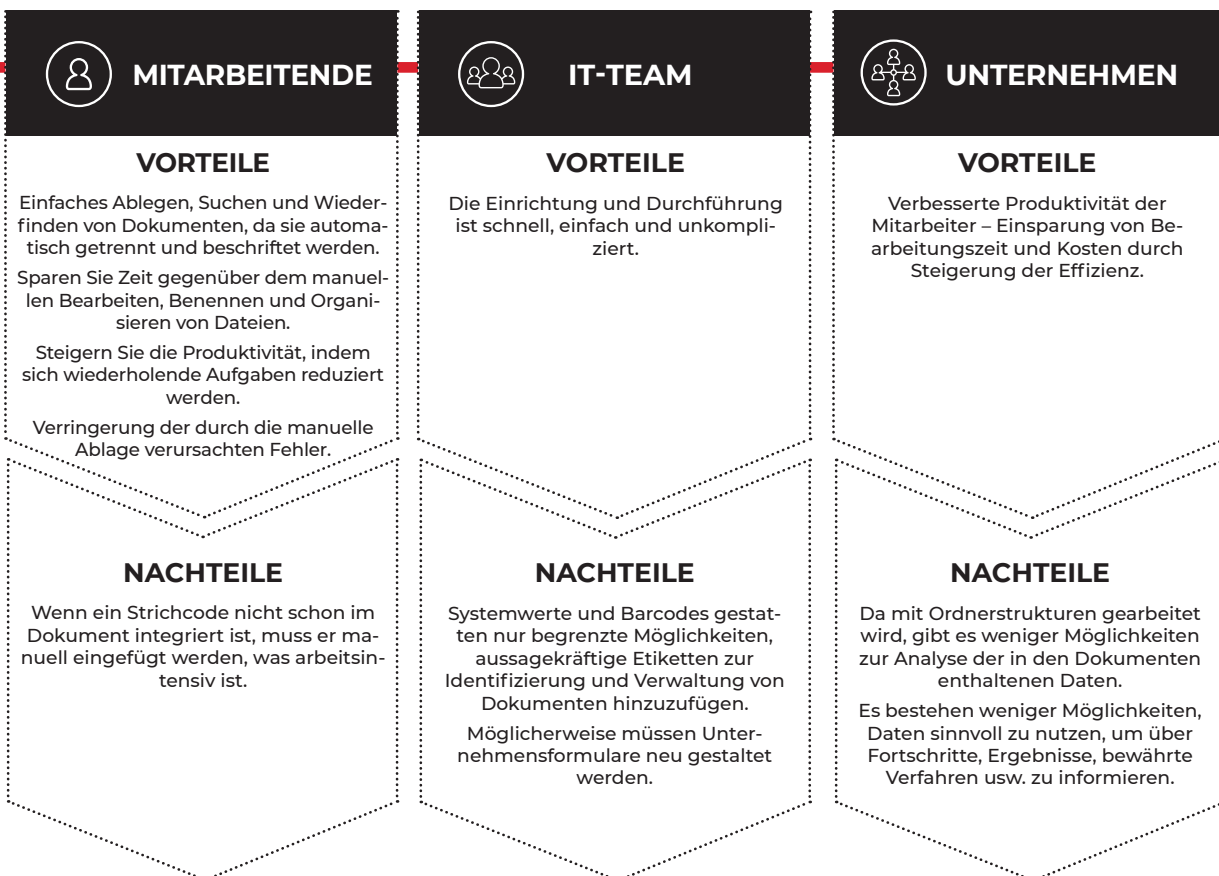 MITARBEITENDE
VORTEILE
Einfaches Ablegen, Suchen und Wieder-
finden von Dokumenten, da sie automa-
tisch getrennt und beschriftet werden.
Sparen Sie Zeit gegenüber dem manuel-
len Bearbeiten, Benennen und Organi-
sieren von Dateien.
Steigern Sie die Produktivität, indem
sich wiederholende Aufgaben reduziert
werden.
Verringerung der durch die manuelle
Ablage verursachten Fehler.
NACHTEILE
Wenn ein Strichcode nicht schon im
Dokument integriert ist, muss er ma-
nuell eingefügt werden, was arbeitsin-
tensiv ist.
IT-TEAM
VORTEILE
Die Einrichtung und Durchführung
ist schnell, einfach und unkompli-
ziert.
NACHTEILE
Systemwerte und Barcodes gestat-
ten nur begrenzte Möglichkeiten,
aussagekräftige Etiketten zur
Identifizierung und Verwaltung von
Dokumenten hinzuzufügen.
Möglicherweise müssen Unter-
nehmensformulare neu gestaltet
werden.
UNTERNEHMEN
VORTEILE
Verbesserte Produktivität der
Mitarbeiter – Einsparung von Be-
arbeitungszeit und Kosten durch
Steigerung der Effizienz.
NACHTEILE
Da mit Ordnerstrukturen gearbeitet
wird, gibt es weniger Möglichkeiten
zur Analyse der in den Dokumenten
enthaltenen Daten.
Es bestehen weniger Möglichkeiten,
Daten sinnvoll zu nutzen, um über
Fortschritte, Ergebnisse, bewährte
Verfahren usw. zu informieren.